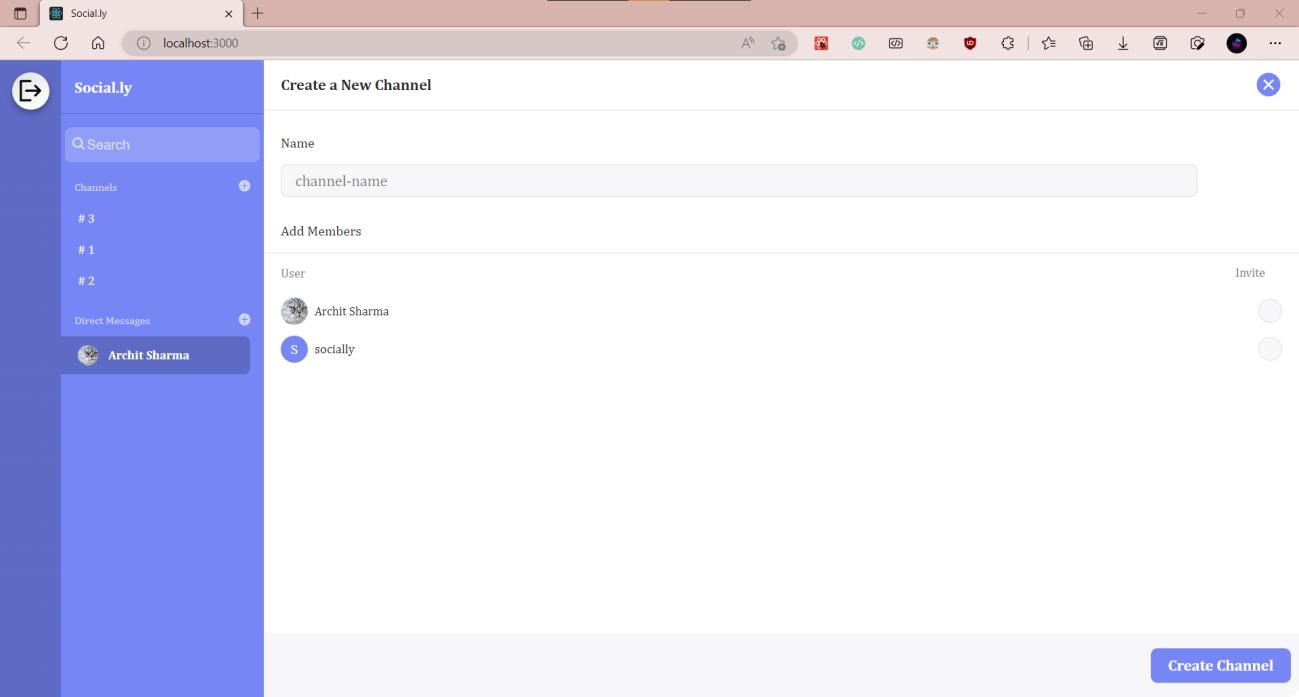 Social.ly
localhost:3000
Social.ly
Search
Channels
# 3
# 1
# 2
Direct Messages
Archit Sharma
Create a New Channel
Name
channel-name
Add Members
User Invite
Archit Sharma
S socially
Create Channel